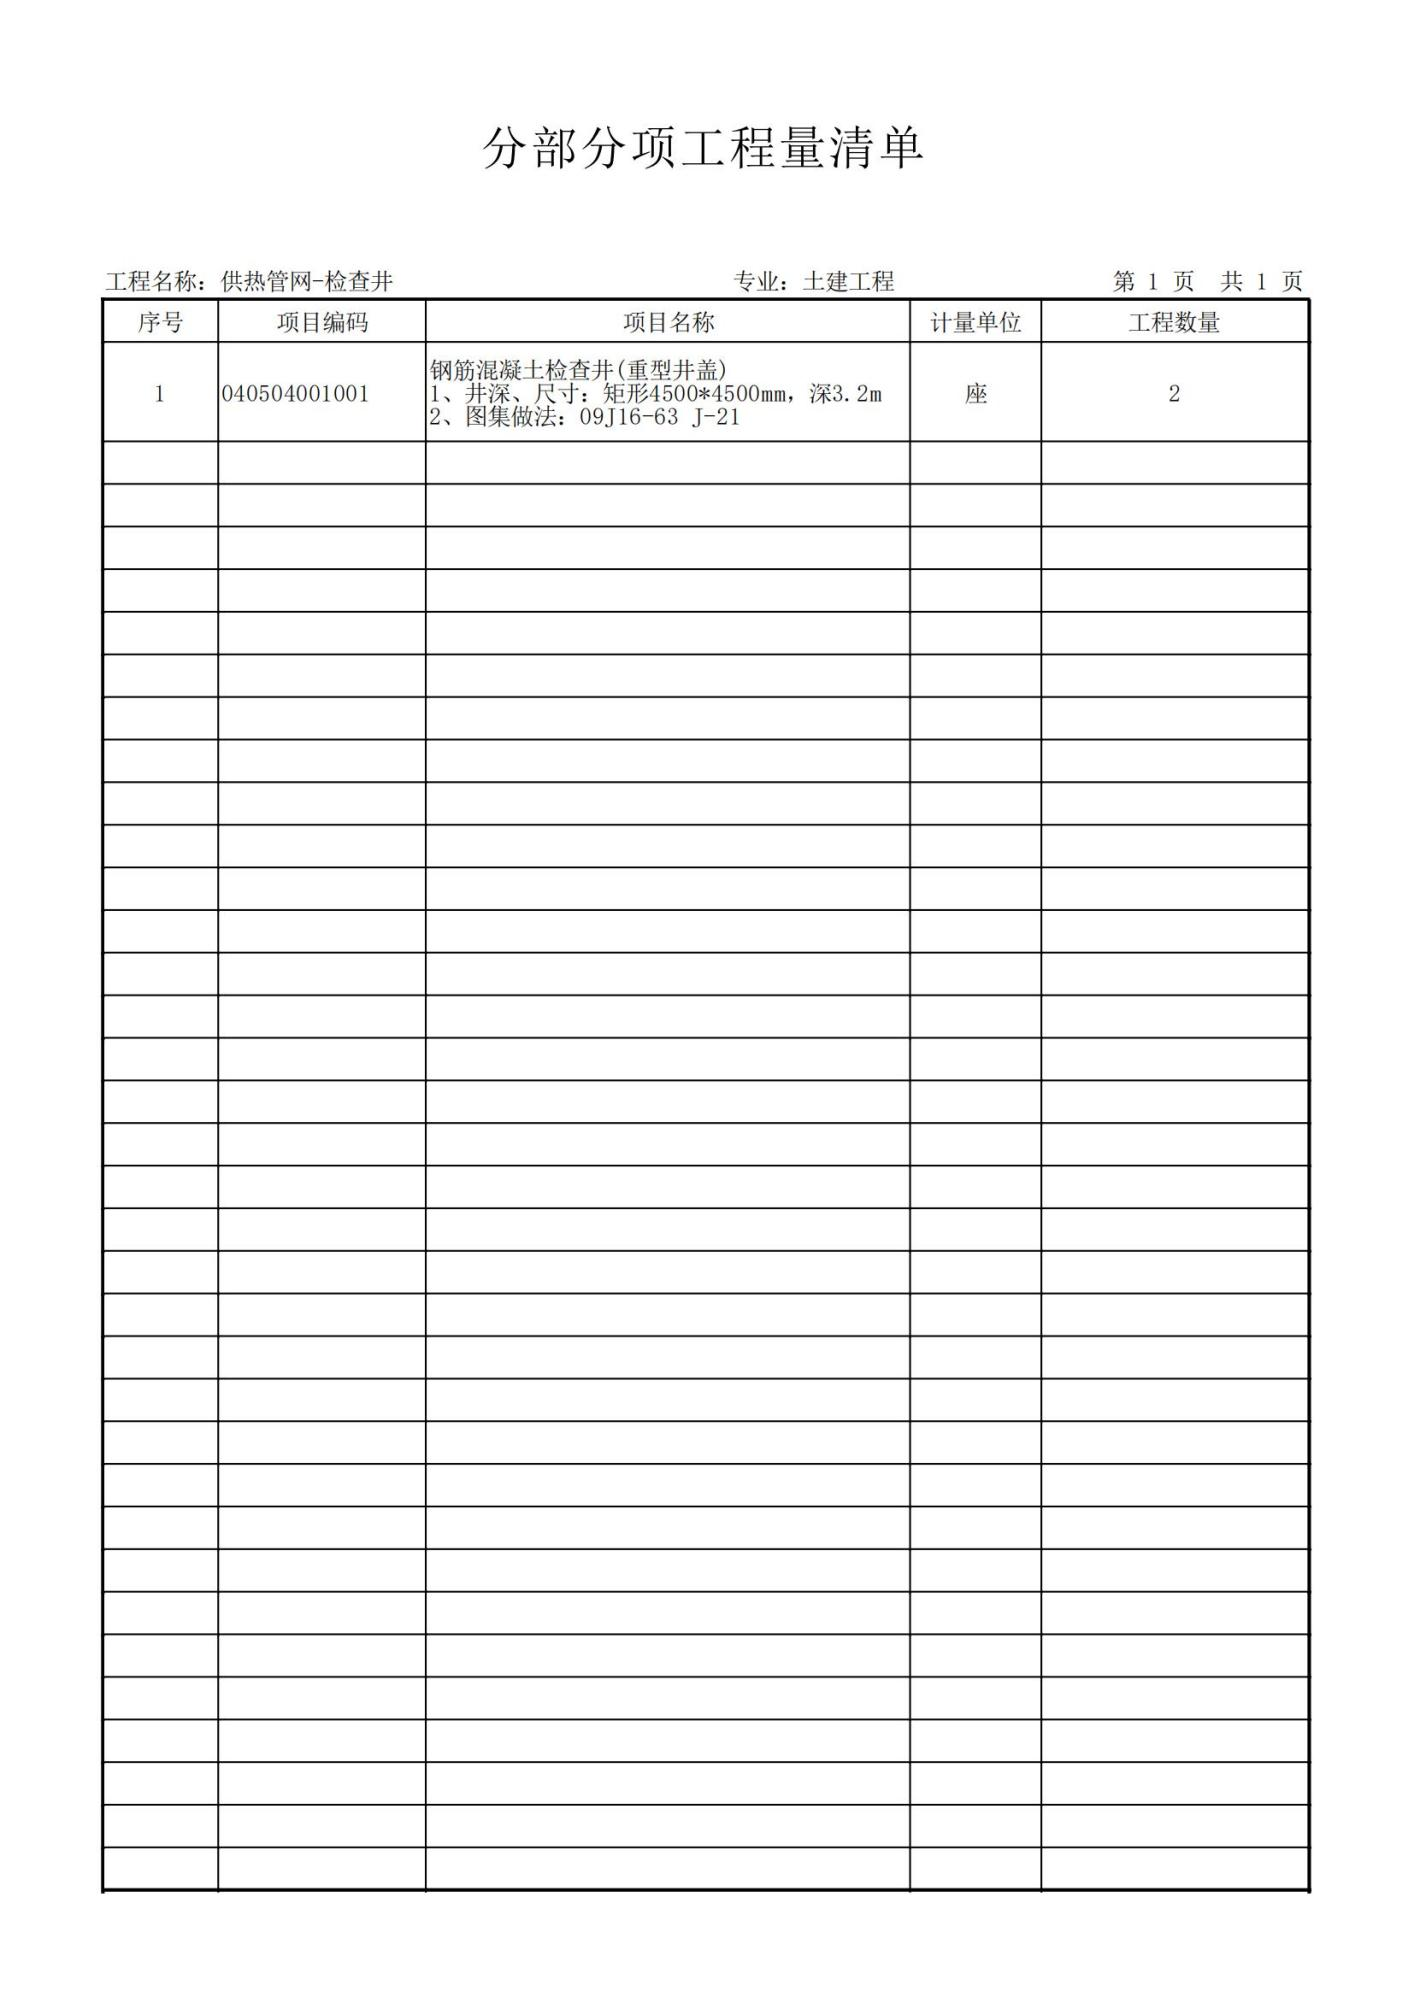 分部分项工程量清单
工程名称：供热管网-检查井 专业：土建工程 第 1 页 共 1 页
序号 项目编码 项目名称 计量单位 工程数量
1 040504001001 钢筋混凝土检查井(重型井盖)
1、井深、尺寸：矩形4500*4500mm，深3.2m
2、图集做法：09J16-63 J-21 座 2